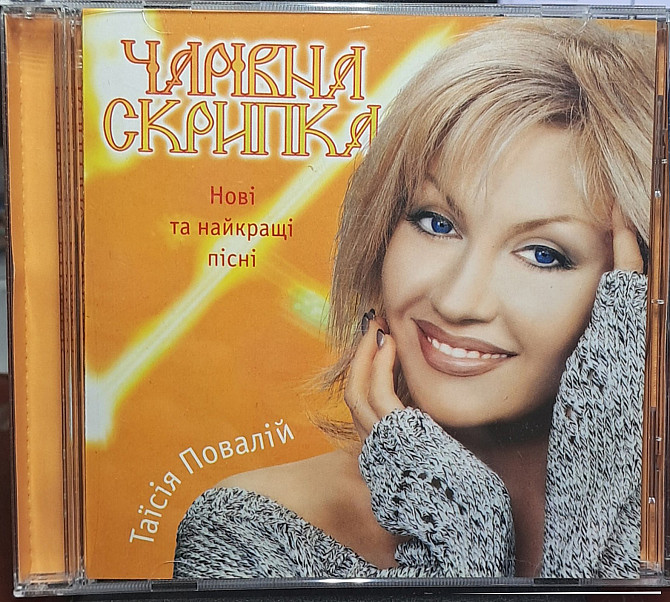 ЧАРІВНА
СКРИПКА
Нові
та найкращі
пісні
Таїсія Повалій